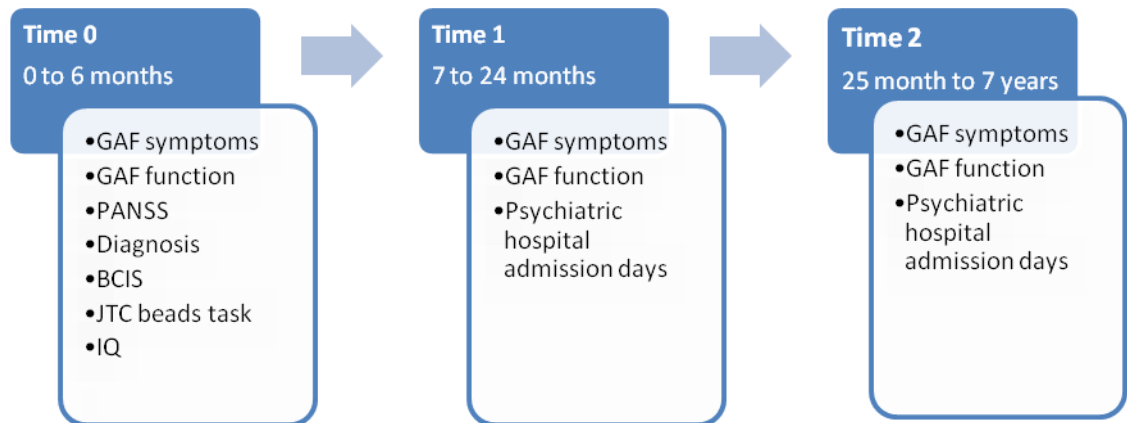 Time 0
0 to 6 months
•GAF symptoms
•GAF function
•PANSS
•Diagnosis
•BCIS
•JTC beads task
•IQ
Time 1
7 to 24 months
•GAF symptoms
•GAF function
•Psychiatric
hospital
admission days
Time 2
25 month to 7 years
•GAF symptoms
•GAF function
•Psychiatric
hospital
admission days